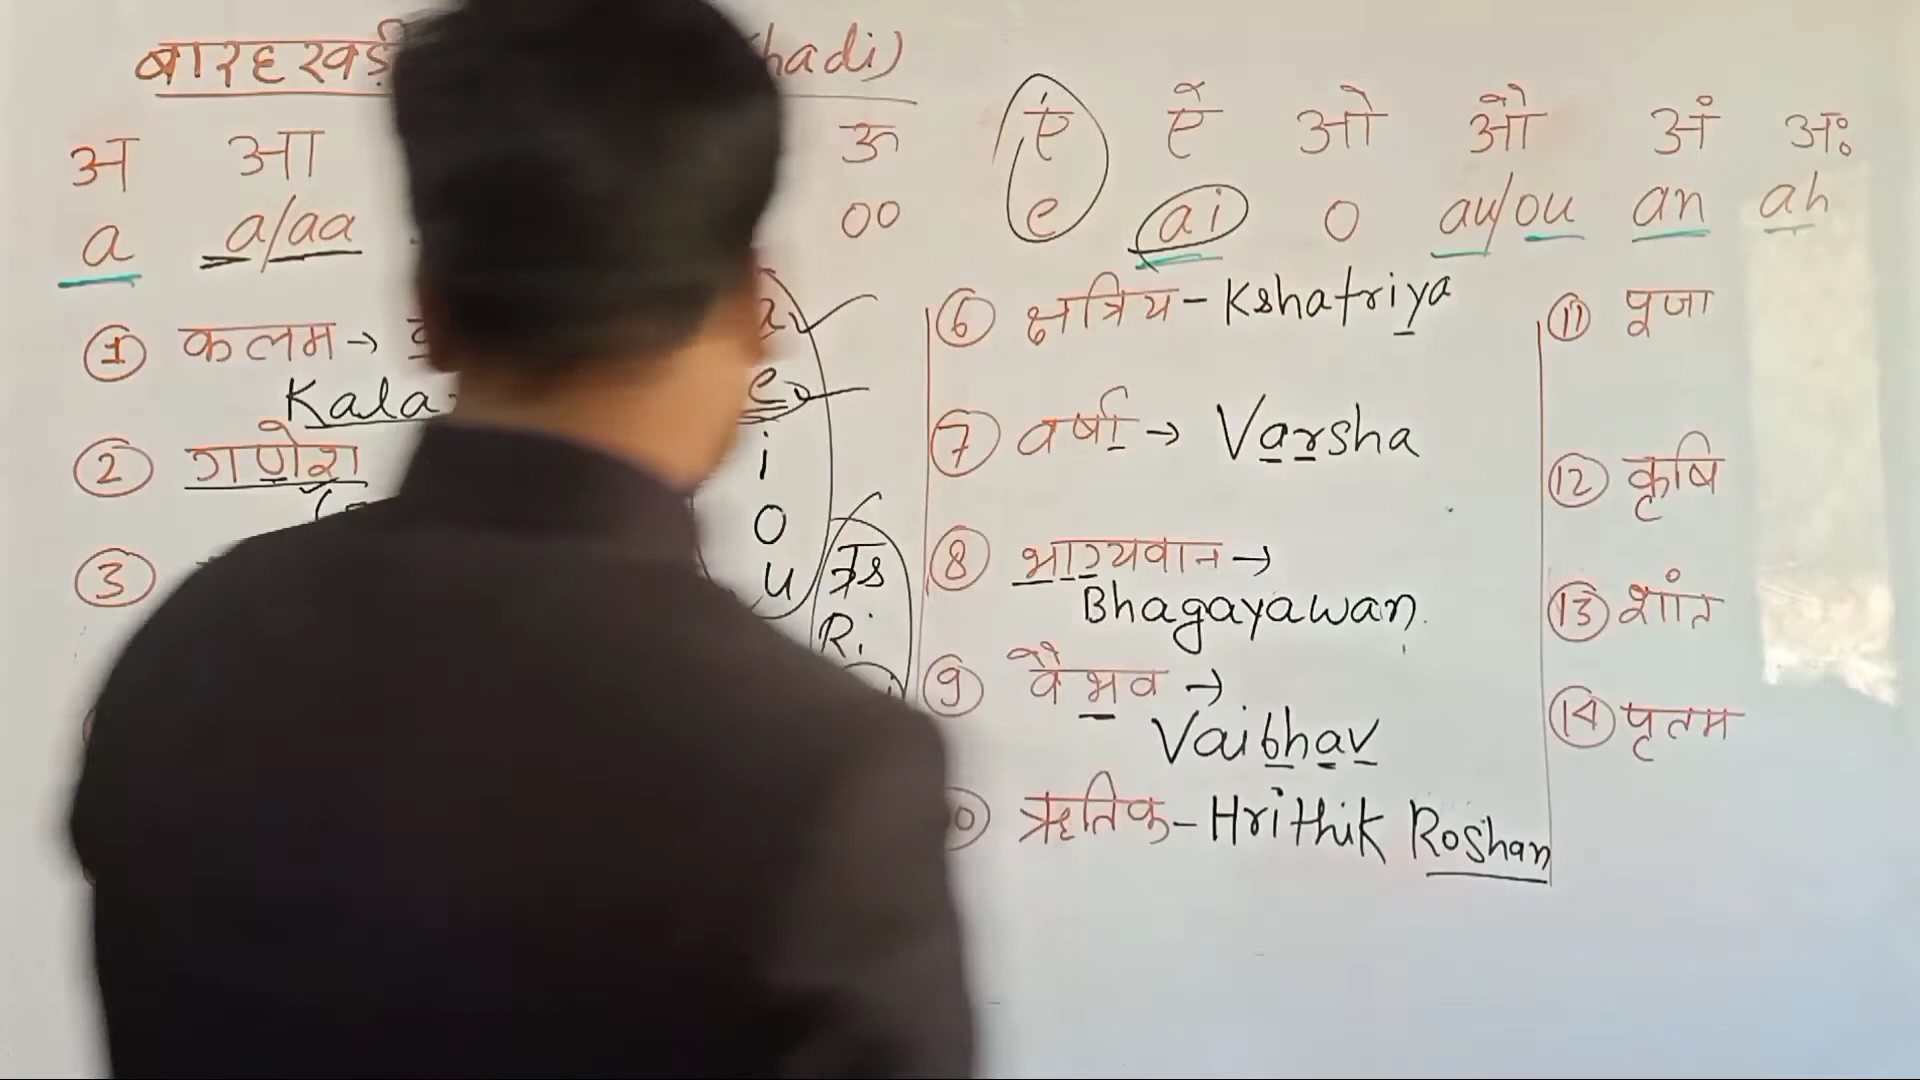 बारहखड़ी hadi)
अ आ ऊ ऐ ऐ ओ औ अं अः
a a/aa oo e ai o au/ou an ah
① कलम→
Kala
② गणेश
③
e
i
o
u
Ri
⑥ क्षत्रिय - Kshatriya
⑦ वर्षा → Varsha
⑧ भाग्यवान →
Bhagayawan
⑨ वैभव →
Vaibhav
ऋतिक - Hrithik Roshan
⑪ पूजा
⑫ कृषि
⑬ शांत
⑭ पृतम